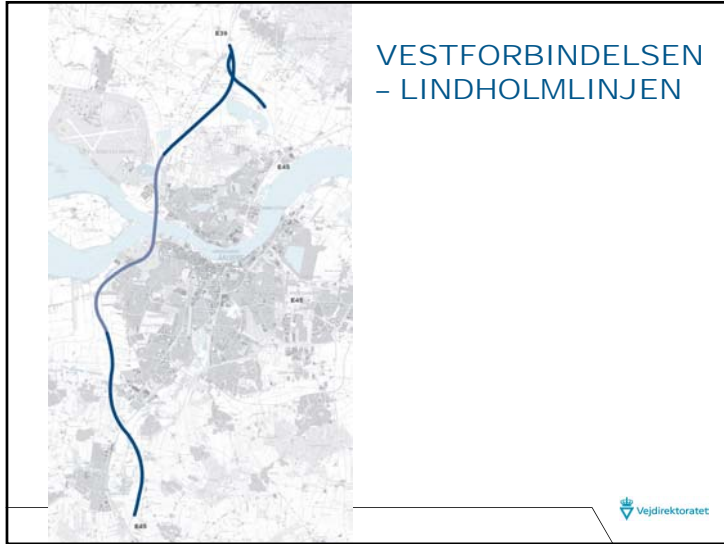 VESTFORBINDELSEN
– LINDHOLMLINJEN
E39
E45
E45
E45
Vejdirektoratet